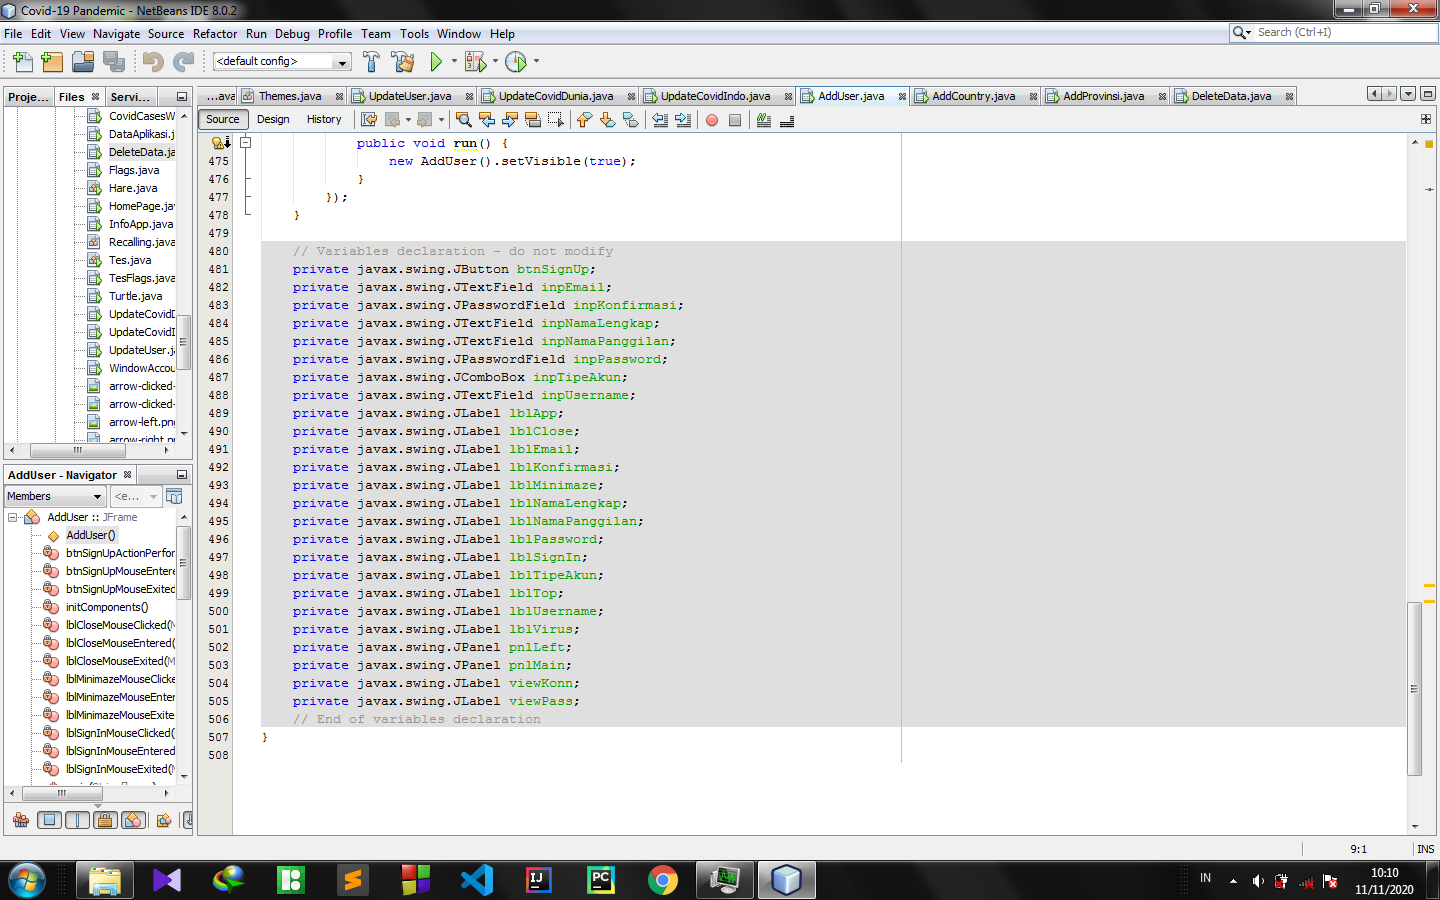 Covid-19 Pandemic - NetBeans IDE 8.0.2
File Edit View Navigate Source Refactor Run Debug Profile Team Tools Window Help
Search (Ctrl+I)
<default config>
Proje... Files Servi...
...ava Themes.java UpdateUser.java UpdateCovidDunia.java UpdateCovidIndo.java AddUser.java AddCountry.java AddProvinsi.java DeleteData.java
Source Design History
CovidCasesW
DataAplikasi.j
DeleteData.ja
Flags.java
Hare.java
HomePage.java
InfoApp.java
Recalling.java
Tes.java
TesFlags.java
Turtle.java
UpdateCovidD
UpdateCovidI
UpdateUser.ja
WindowAccou
arrow-clicked-
arrow-clicked-
arrow-left.png
arrow-right.pn
AddUser - Navigator
Members <e...
AddUser :: JFrame
AddUser()
btnSignUpActionPerfor
btnSignUpMouseEntere
btnSignUpMouseExited
initComponents()
lblCloseMouseClicked(M
lblCloseMouseEntered(
lblCloseMouseExited(M
lblMinimazeMouseClicke
lblMinimazeMouseEnter
lblMinimazeMouseExite
lblSignInMouseClicked(
lblSignInMouseEntered
lblSignInMouseExited(M
public void run() {
475 new AddUser().setVisible(true);
476 }
477 });
478 }
479
480 // Variables declaration - do not modify
481 private javax.swing.JButton btnSignUp;
482 private javax.swing.JTextField inpEmail;
483 private javax.swing.JPasswordField inpKonfirmasi;
484 private javax.swing.JTextField inpNamaLengkap;
485 private javax.swing.JTextField inpNamaPanggilan;
486 private javax.swing.JPasswordField inpPassword;
487 private javax.swing.JComboBox inpTipeAkun;
488 private javax.swing.JTextField inpUsername;
489 private javax.swing.JLabel lblApp;
490 private javax.swing.JLabel lblClose;
491 private javax.swing.JLabel lblEmail;
492 private javax.swing.JLabel lblKonfirmasi;
493 private javax.swing.JLabel lblMinimaze;
494 private javax.swing.JLabel lblNamaLengkap;
495 private javax.swing.JLabel lblNamaPanggilan;
496 private javax.swing.JLabel lblPassword;
497 private javax.swing.JLabel lblSignIn;
498 private javax.swing.JLabel lblTipeAkun;
499 private javax.swing.JLabel lblTop;
500 private javax.swing.JLabel lblUsername;
501 private javax.swing.JLabel lblVirus;
502 private javax.swing.JPanel pnlLeft;
503 private javax.swing.JPanel pnlMain;
504 private javax.swing.JLabel viewKonn;
505 private javax.swing.JLabel viewPass;
506 // End of variables declaration
507 }
508
9:1 INS
IJ
PC
IN
10:10
11/11/2020